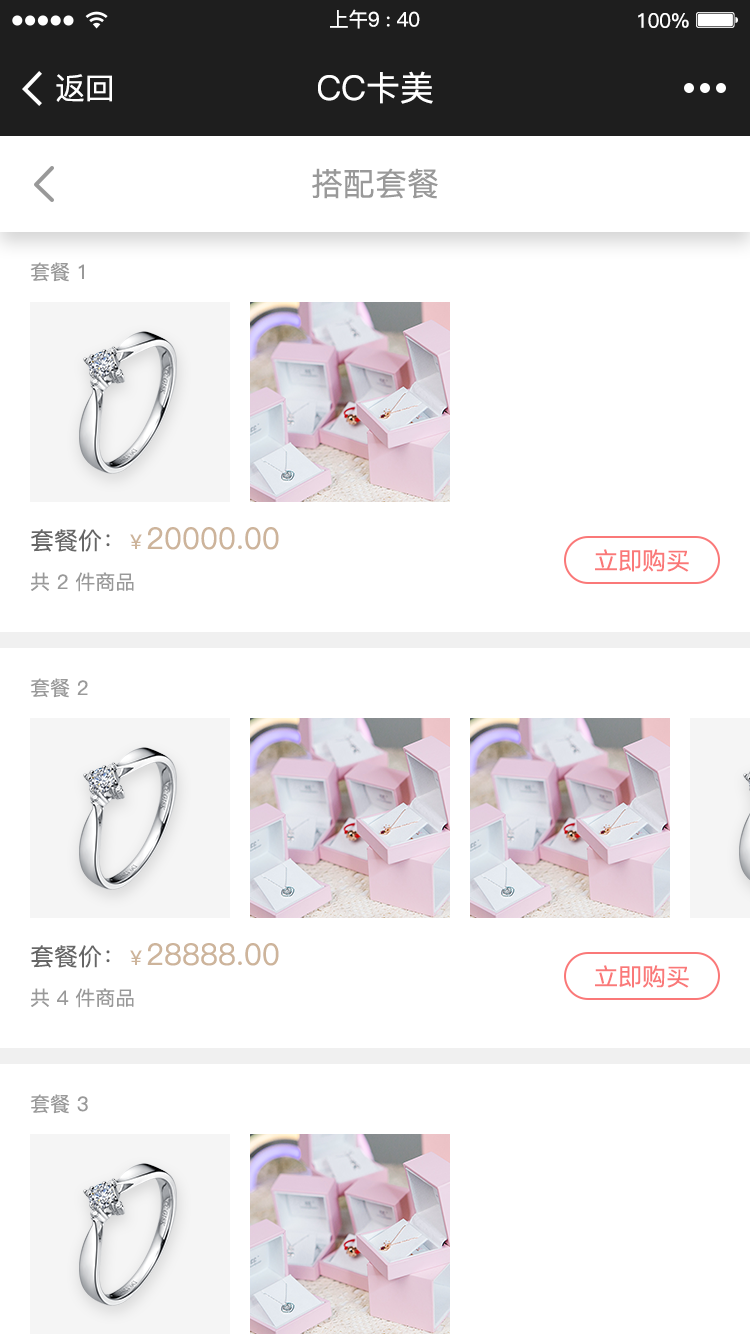 上午9 : 40
100%
返回
CC卡美
搭配套餐
套餐 1
套餐价：
¥20000.00
共 2 件商品
立即购买
套餐 2
套餐价：
¥28888.00
共 4 件商品
立即购买
套餐 3